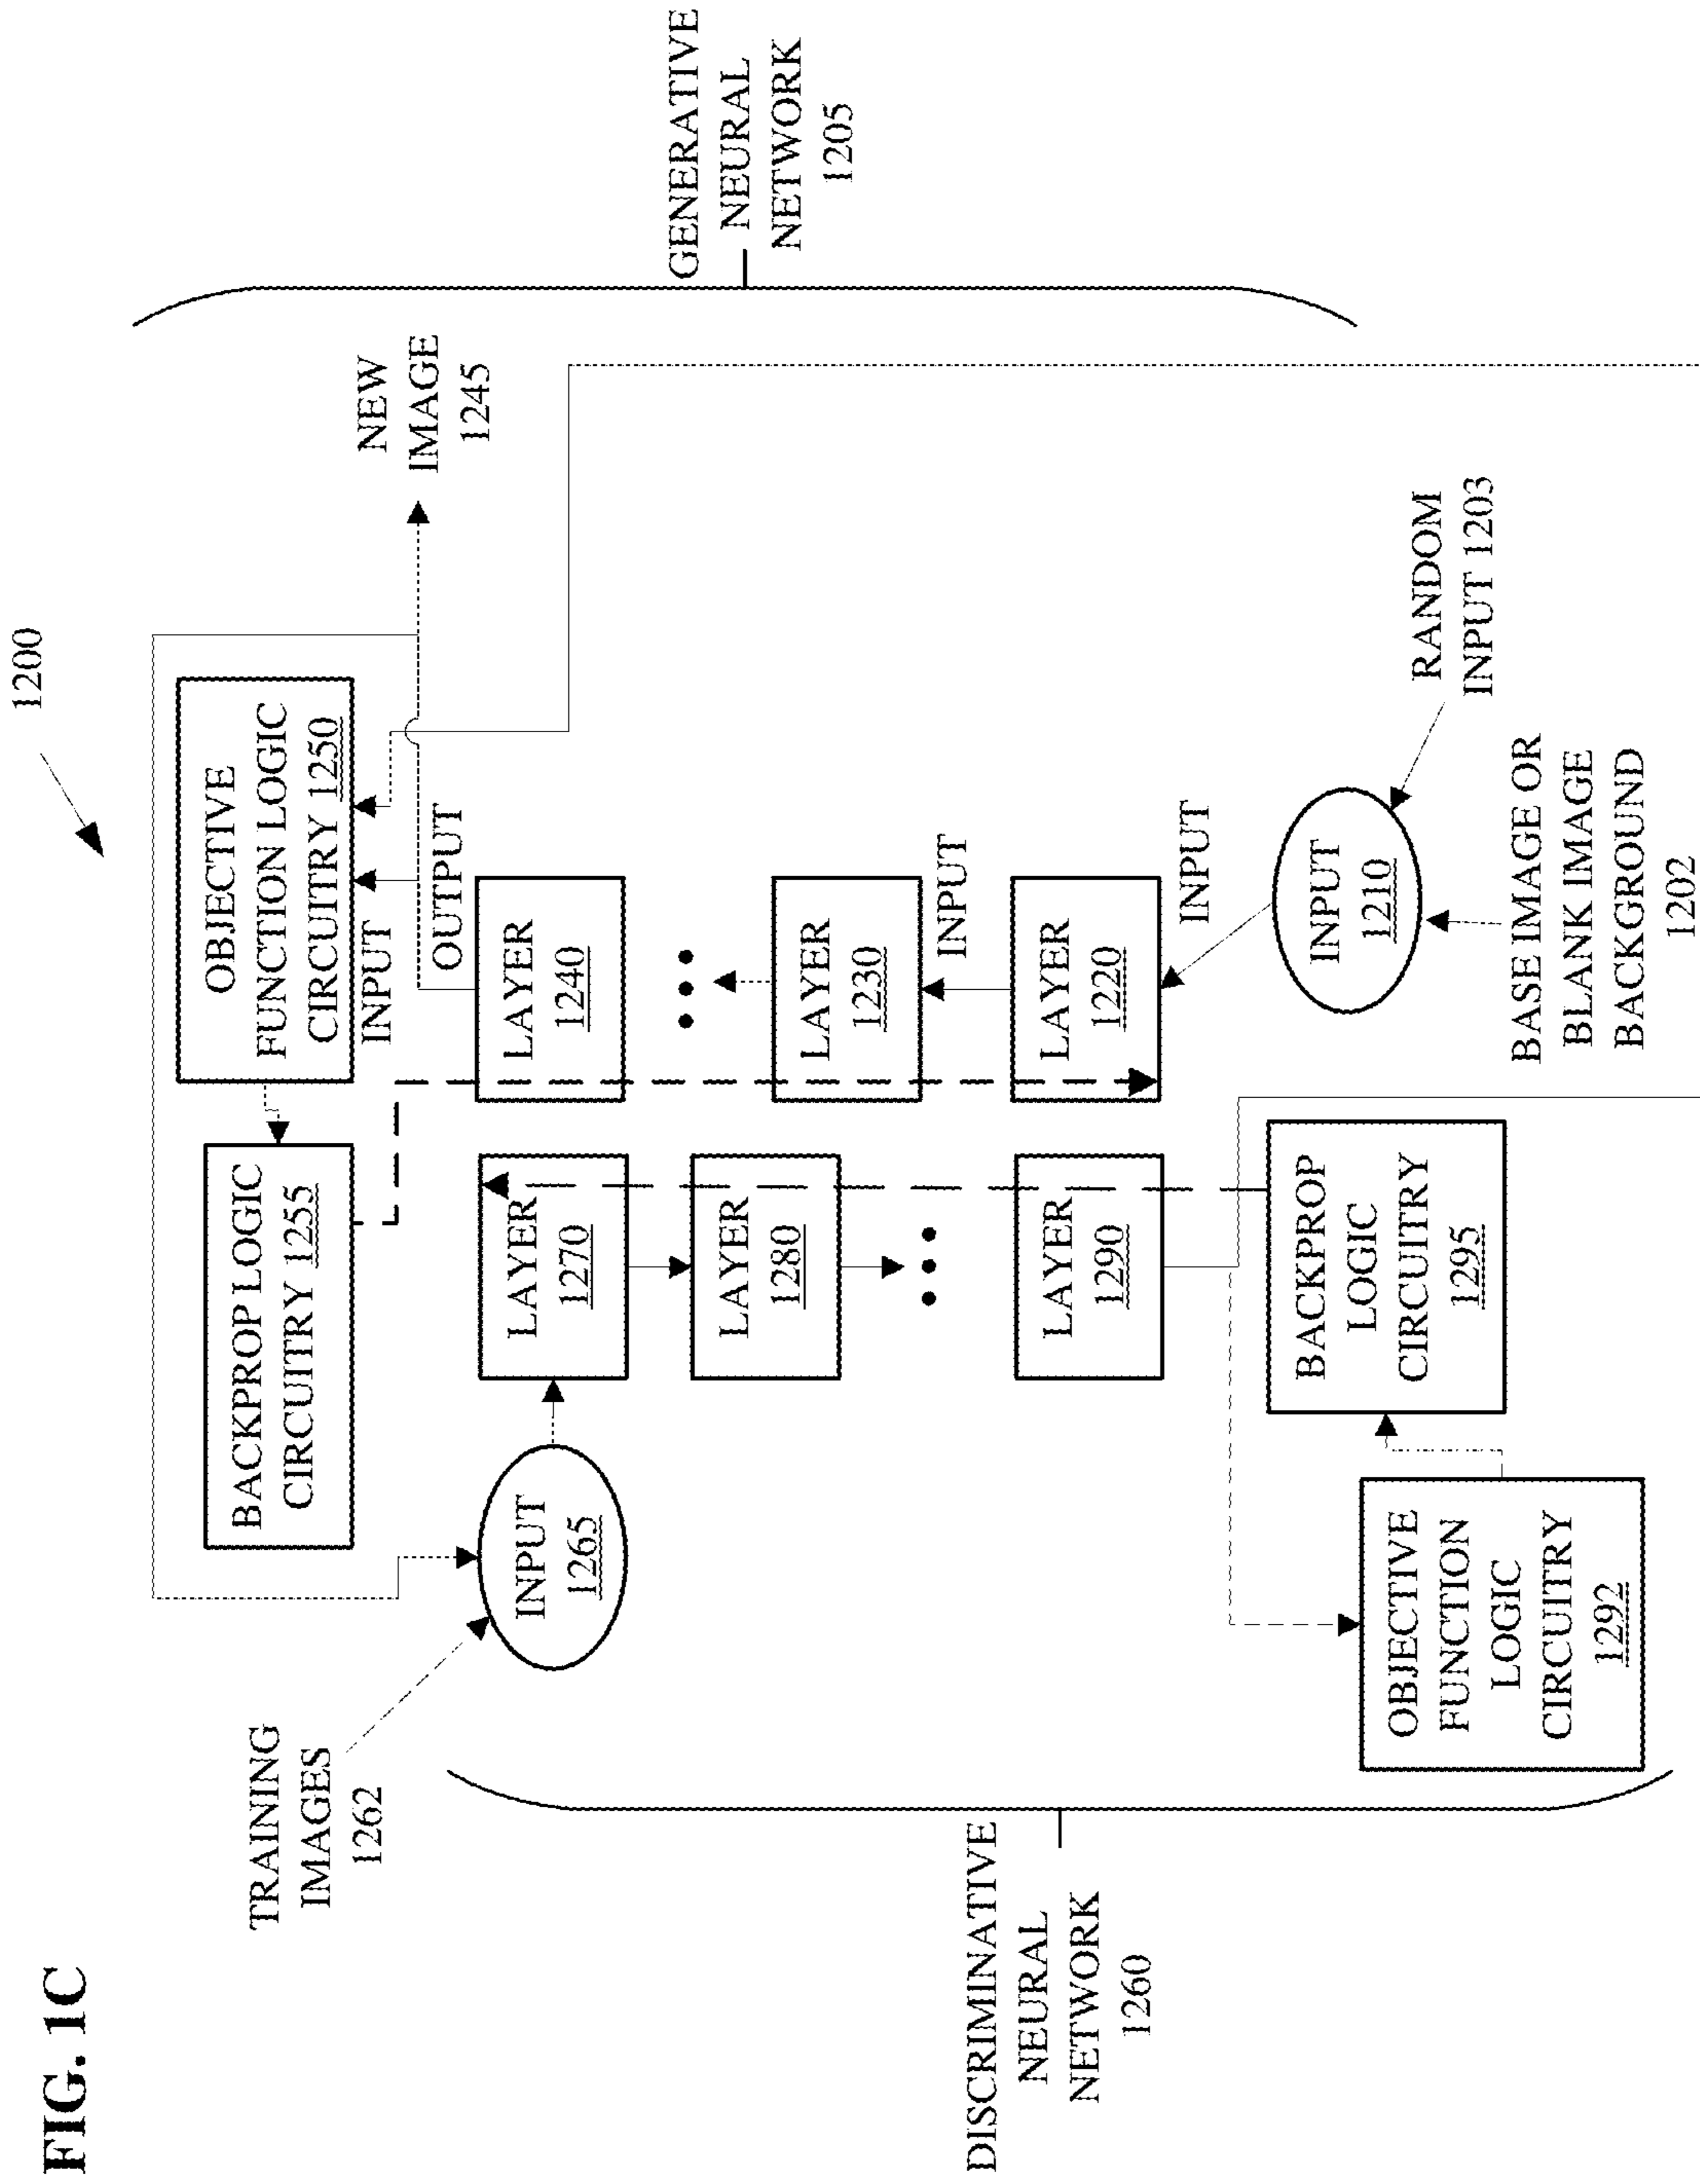 FIG. 1C
1200
TRAINING
IMAGES
1262
BACKPROP LOGIC
CIRCUITRY 1255
OBJECTIVE
FUNCTION LOGIC
CIRCUITRY 1250
INPUT
OUTPUT
NEW
IMAGE
1245
INPUT
1265
LAYER
1270
LAYER
1240
LAYER
1280
•••
LAYER
1230
INPUT
•••
LAYER
1290
LAYER
1220
INPUT
DISCRIMINATIVE
NEURAL
NETWORK
1260
GENERATIVE
NEURAL
NETWORK
1205
BACKPROP
LOGIC
CIRCUITRY
1295
INPUT
1210
RANDOM
INPUT 1203
OBJECTIVE
FUNCTION
LOGIC
CIRCUITRY
1292
BASE IMAGE OR
BLANK IMAGE
BACKGROUND
1202